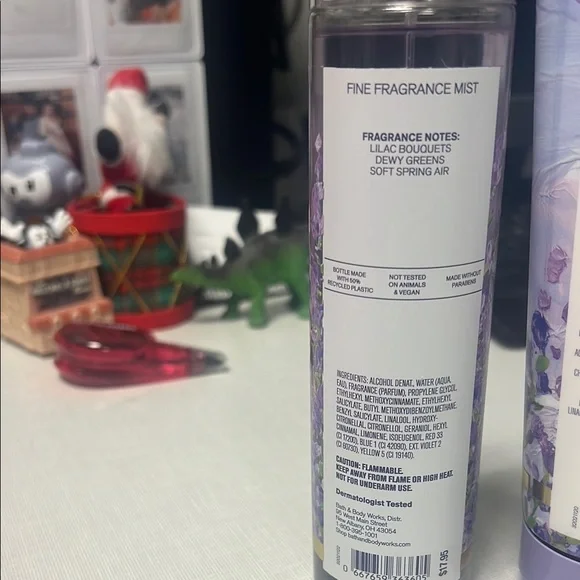 FINE FRAGRANCE MIST
FRAGRANCE NOTES:
LILAC BOUQUETS
DEWY GREENS
SOFT SPRING AIR
BOTTLE MADE
WITH 50%
RECYCLED PLASTIC
NOT TESTED
ON ANIMALS
& VEGAN
MADE WITHOUT
PARABENS
INGREDIENTS: ALCOHOL DENAT., WATER (AQUA,
EAU), FRAGRANCE (PARFUM), PROPYLENE GLYCOL,
ETHYLHEXYL METHOXYCINNAMATE, ETHYLHEXYL
SALICYLATE, BUTYL METHOXYDIBENZOYLMETHANE,
BENZYL SALICYLATE, LINALOOL, HYDROXY-
CITRONELLAL, CITRONELLOL, GERANIOL, HEXYL
CINNAMAL, LIMONENE, ISOEUGENOL, RED 33
(CI 17200), BLUE 1 (CI 42090), EXT. VIOLET 2
(CI 60730), YELLOW 5 (CI 19140).
CAUTION: FLAMMABLE.
KEEP AWAY FROM FLAME OR HIGH HEAT.
NOT FOR UNDERARM USE.
Dermatologist Tested
Bath & Body Works, Distr.
95 West Main Street
New Albany, OH 43054
1-800-395-1001
Shop bathandbodyworks.com
$17.95
0 667659 363605